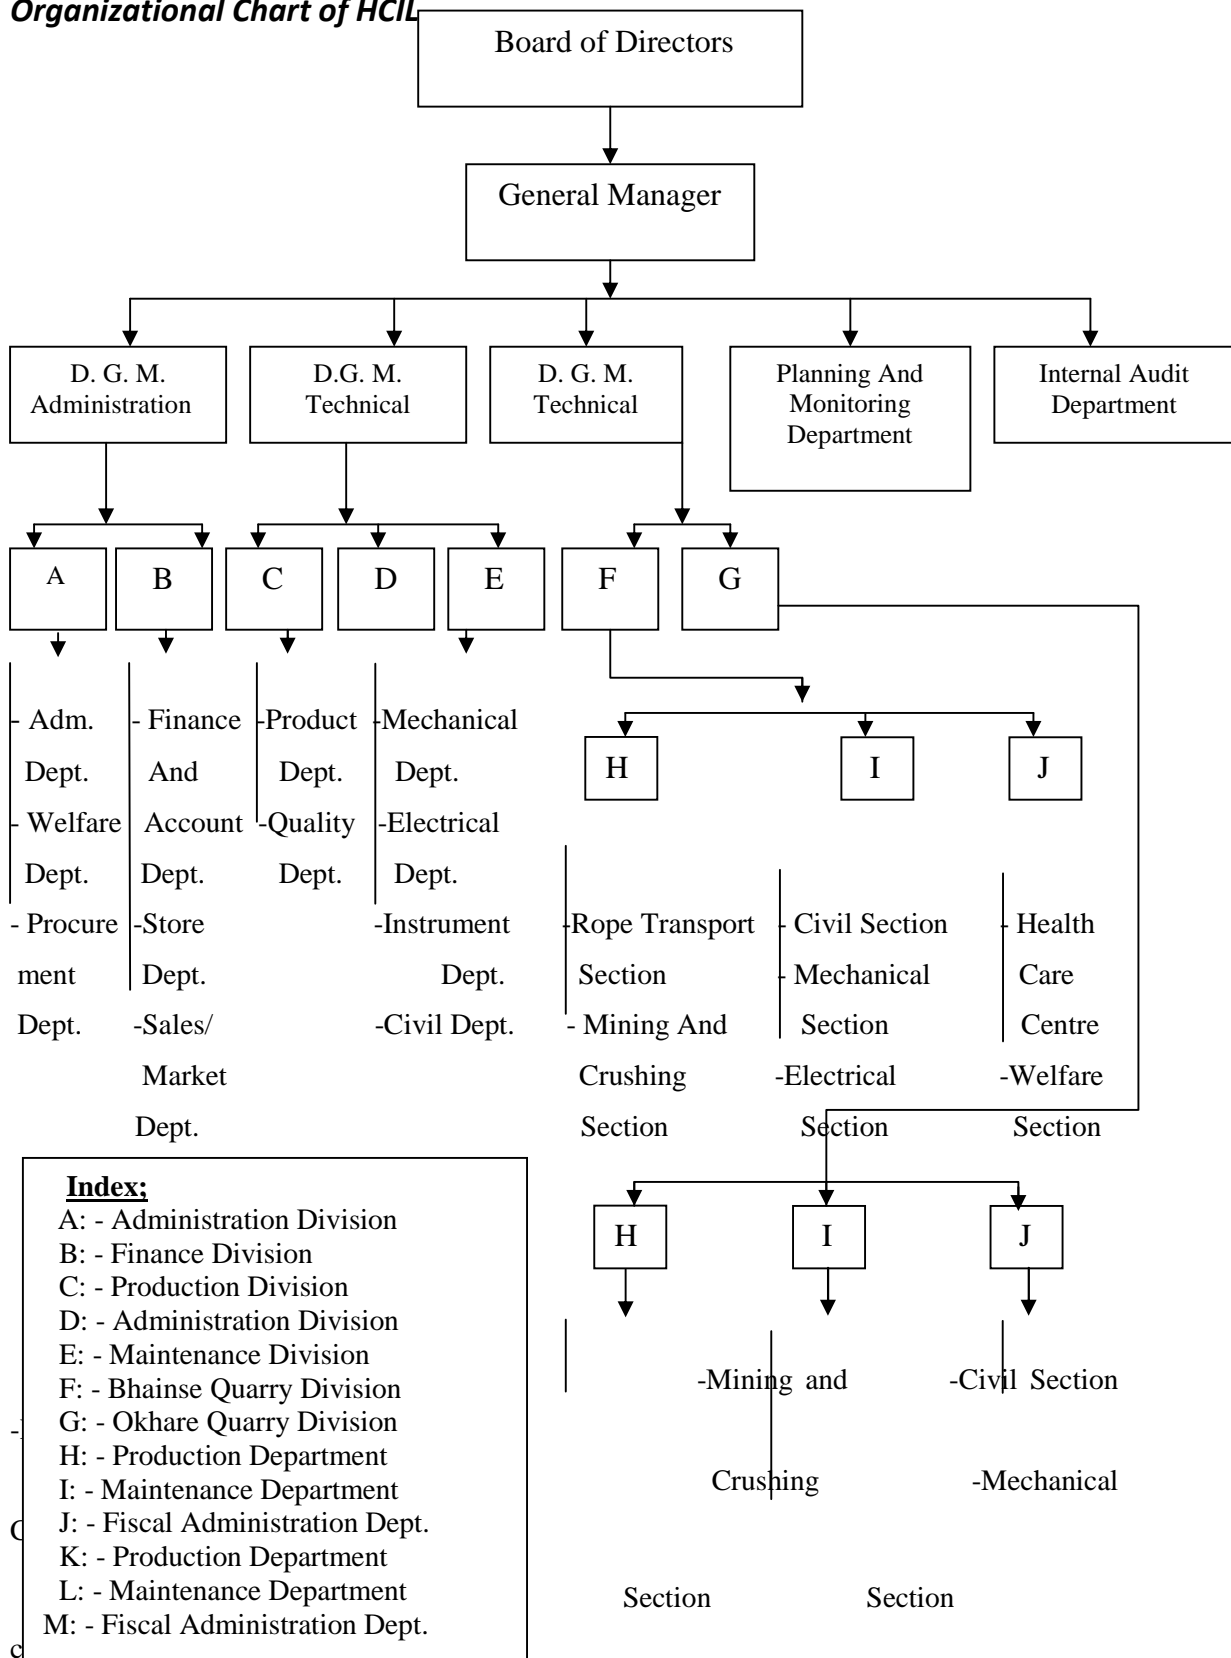 Organizational Chart of HCIL
Board of Directors
General Manager
D. G. M.
Administration
D.G. M.
Technical
D. G. M.
Technical
Planning And
Monitoring
Department
Internal Audit
Department
A
B
C
D
E
F
G
- Adm.
Dept.
- Welfare
Dept.
- Procure
ment
Dept.
- Finance
And
Account
Dept.
-Store
Dept.
-Sales/
Market
Dept.
-Product
Dept.
-Quality
Dept.
-Mechanical
Dept.
-Electrical
Dept.
-Instrument
Dept.
-Civil Dept.
H
I
J
-Rope Transport
Section
- Mining And
Crushing
Section
- Civil Section
- Mechanical
Section
-Electrical
Section
- Health
Care
Centre
-Welfare
Section
Index;
A: - Administration Division
B: - Finance Division
C: - Production Division
D: - Administration Division
E: - Maintenance Division
F: - Bhainse Quarry Division
G: - Okhare Quarry Division
H: - Production Department
I: - Maintenance Department
J: - Fiscal Administration Dept.
K: - Production Department
L: - Maintenance Department
M: - Fiscal Administration Dept.
H
I
J
-Mining and
-Civil Section
Crushing
-Mechanical
Section
Section